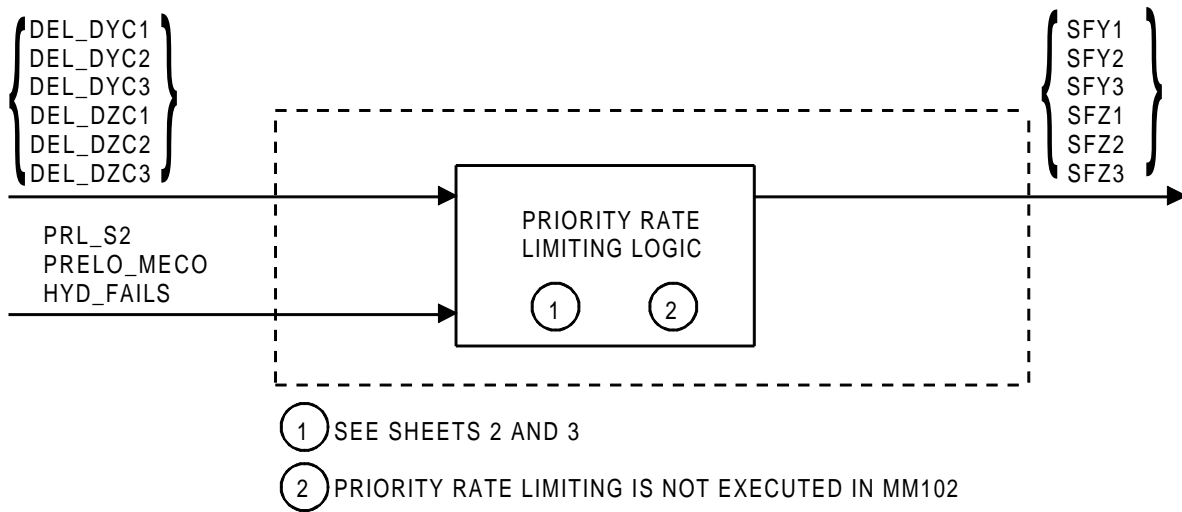 DEL_DYC1
DEL_DYC2
DEL_DYC3
DEL_DZC1
DEL_DZC2
DEL_DZC3
SFY1
SFY2
SFY3
SFZ1
SFZ2
SFZ3
PRL_S2
PRELO_MECO
HYD_FAILS
PRIORITY RATE
LIMITING LOGIC
1 2
1 SEE SHEETS 2 AND 3
2 PRIORITY RATE LIMITING IS NOT EXECUTED IN MM102